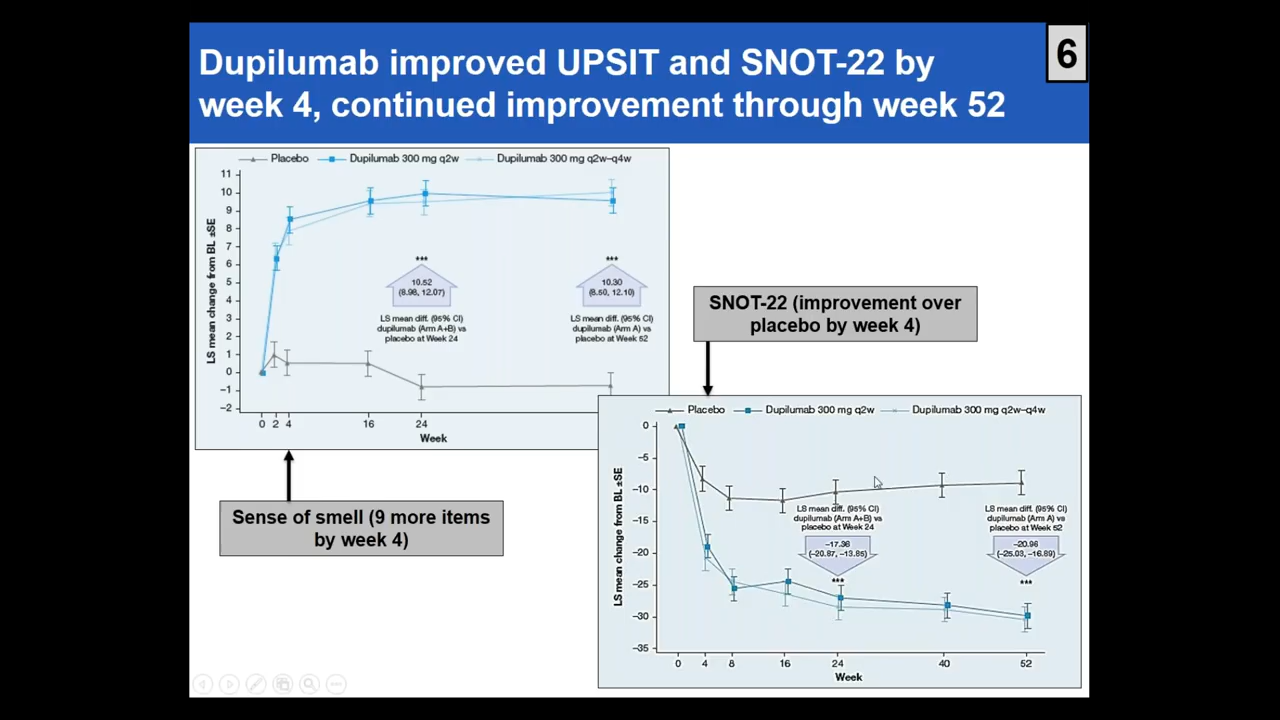 Dupilumab improved UPSIT and SNOT-22 by
week 4, continued improvement through week 52
6
Placebo
Dupilumab 300 mg q2w
Dupilumab 300 mg q2w–q4w
LS mean change from BL ±SE
11
10
9
8
7
6
5
4
3
2
1
0
–1
–2
***
10.52
(8.98, 12.07)
LS mean diff. (95% CI)
dupilumab (Arm A+B) vs
placebo at Week 24
***
10.30
(8.50, 12.10)
LS mean diff. (95% CI)
dupilumab (Arm A) vs
placebo at Week 52
0 2 4 16 24
Week
Sense of smell (9 more items
by week 4)
SNOT-22 (improvement over
placebo by week 4)
Placebo
Dupilumab 300 mg q2w
Dupilumab 300 mg q2w–q4w
LS mean change from BL ±SE
0
–5
–10
–15
–20
–25
–30
–35
LS mean diff. (95% CI)
dupilumab (Arm A+B) vs
placebo at Week 24
–17.36
(–20.87, –13.85)
***
LS mean diff. (95% CI)
dupilumab (Arm A) vs
placebo at Week 52
–20.96
(–25.03, –16.89)
***
0 4 8 16 24 40 52
Week